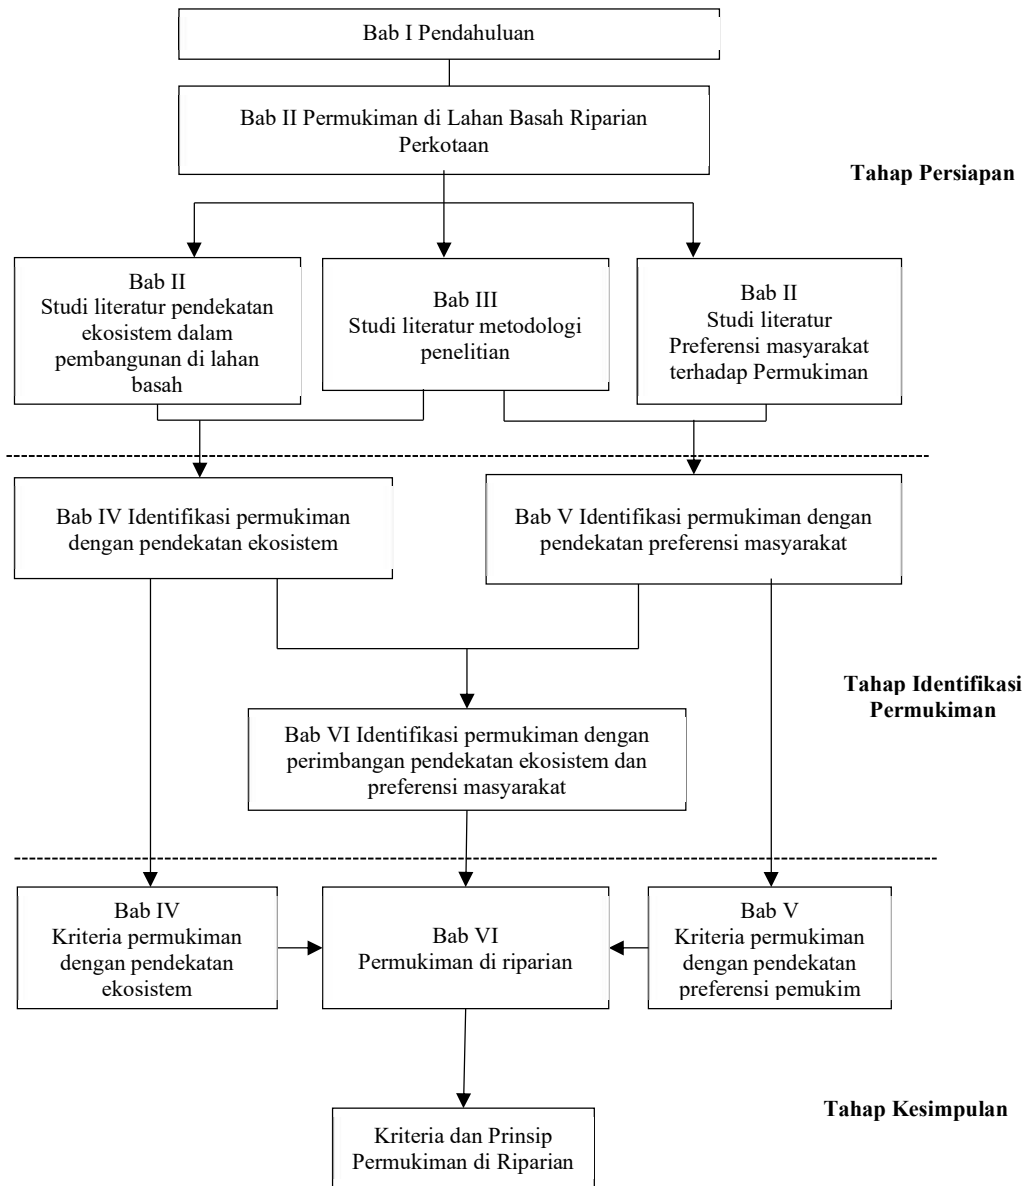 Bab I Pendahuluan
Bab II Permukiman di Lahan Basah Riparian
Perkotaan
Tahap Persiapan
Bab II
Studi literatur pendekatan
ekosistem dalam
pembangunan di lahan
basah
Bab III
Studi literatur metodologi
penelitian
Bab II
Studi literatur
Preferensi masyarakat
terhadap Permukiman
Bab IV Identifikasi permukiman
dengan pendekatan ekosistem
Bab V Identifikasi permukiman dengan
pendekatan preferensi masyarakat
Tahap Identifikasi
Permukiman
Bab VI Identifikasi permukiman dengan
perimbangan pendekatan ekosistem dan
preferensi masyarakat
Bab IV
Kriteria permukiman
dengan pendekatan
ekosistem
Bab VI
Permukiman di riparian
Bab V
Kriteria permukiman
dengan pendekatan
preferensi pemukim
Tahap Kesimpulan
Kriteria dan Prinsip
Permukiman di Riparian